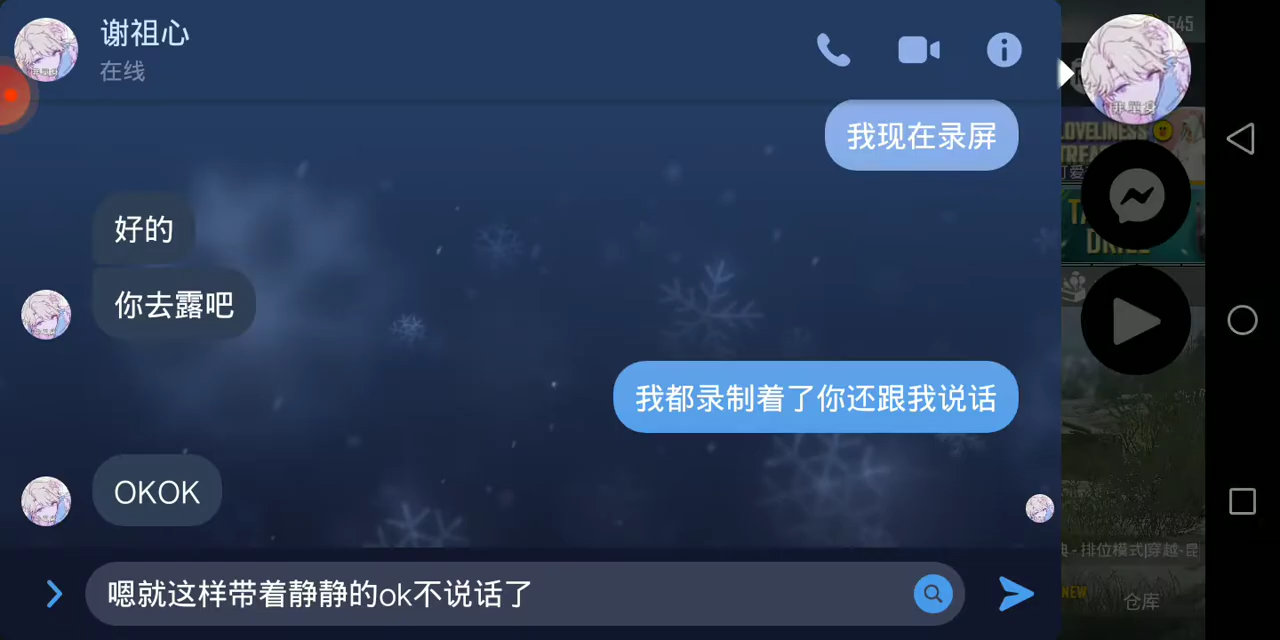 谢祖心
在线
我现在录屏
好的
你去露吧
我都录制着了你还跟我说话
OKOK
嗯就这样带着静静的ok不说话了
545
LOVELINESS
仓库
NEW